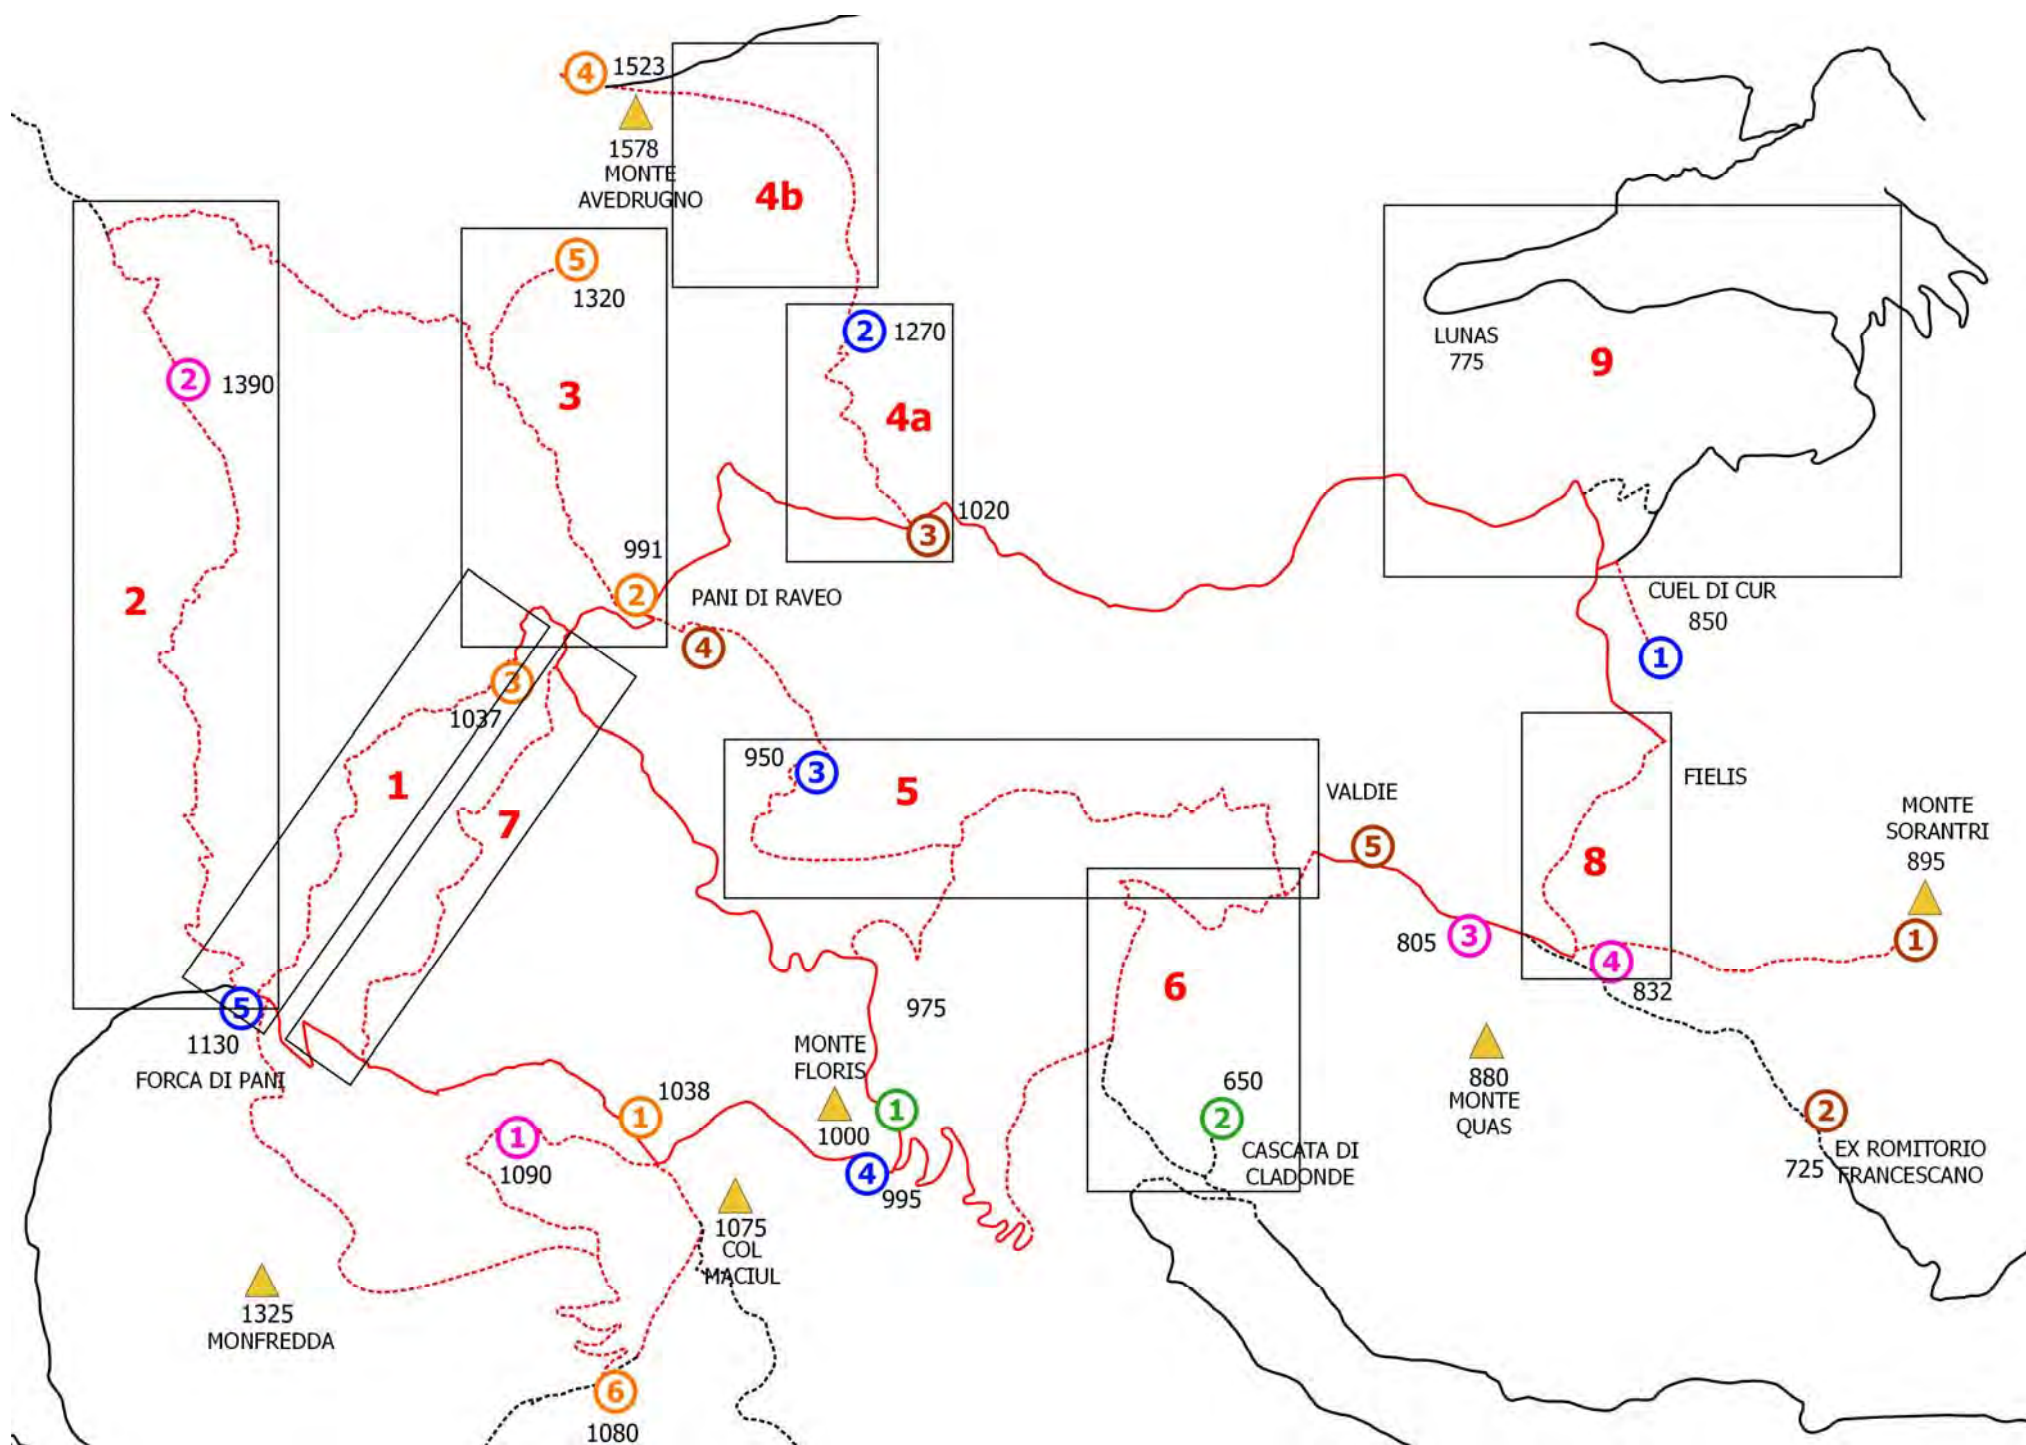 4
1523
1578
MONTE
AVEDRUGNO
4b
5
1320
2
1390
3
2
1270
4a
LUNAS
775
9
1020
3
991
2
PANI DI RAVEO
4
CUEL DI CUR
850
1
2
3
1037
1
7
950
3
5
VALDIE
5
FIELIS
8
MONTE
SORANTRI
895
1
805
3
4
832
6
975
5
1130
FORCA DI PANI
MONTE
FLORIS
1000
1
4
995
1038
1
1
1090
1075
COL
MACIUL
650
2
CASCATA DI
CLADONDE
880
MONTE
QUAS
2
725
EX ROMITORIO
FRANCESCANO
1325
MONFREDDA
6
1080